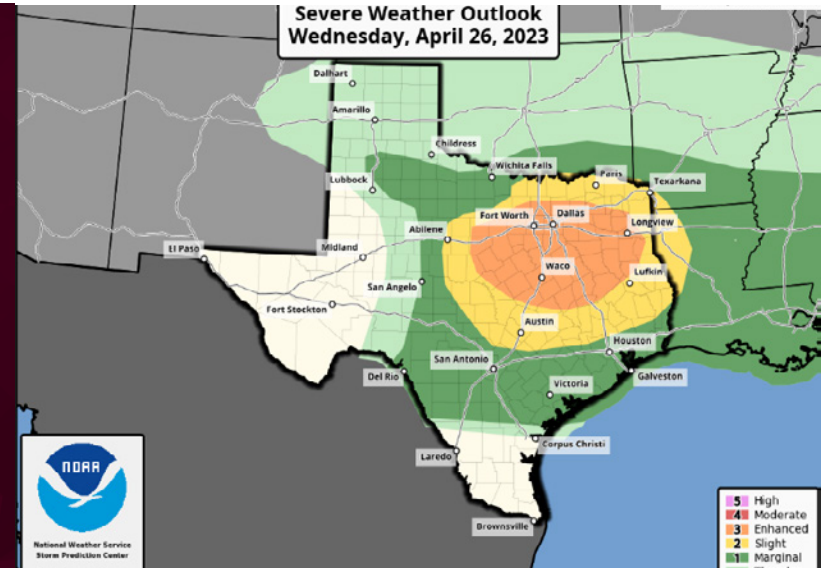 Severe Weather Outlook
Wednesday, April 26, 2023
Dalhart
Amarillo
Childress
Wichita Falls
Paris
Texarkana
Lubbock
Fort Worth
Dallas
Longview
Abilene
El Paso
Midland
Waco
Lufkin
San Angelo
Fort Stockton
Austin
Houston
San Antonio
Del Rio
Victoria
Galveston
Corpus Christi
Laredo
Brownsville
NOAA
National Weather Service
Storm Prediction Center
5 High
4 Moderate
3 Enhanced
2 Slight
1 Marginal